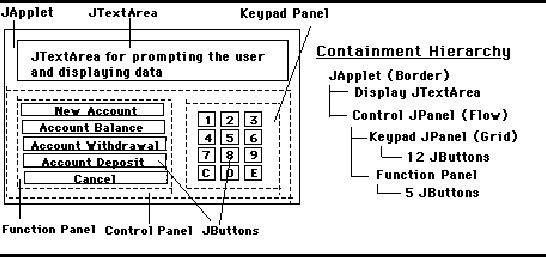 JApplet
JTextArea
Keypad Panel
JTextArea for prompting the user
and displaying data
New Account
Account Balance
Account Withdrawal
Account Deposit
Cancel
1 2 3
4 5 6
7 8 9
C 0 E
Function Panel
Control Panel
JButtons
Containment Hierarchy
JApplet (Border)
Display JTextArea
Control JPanel (Flow)
Keypad JPanel (Grid)
12 JButtons
Function Panel
5 JButtons